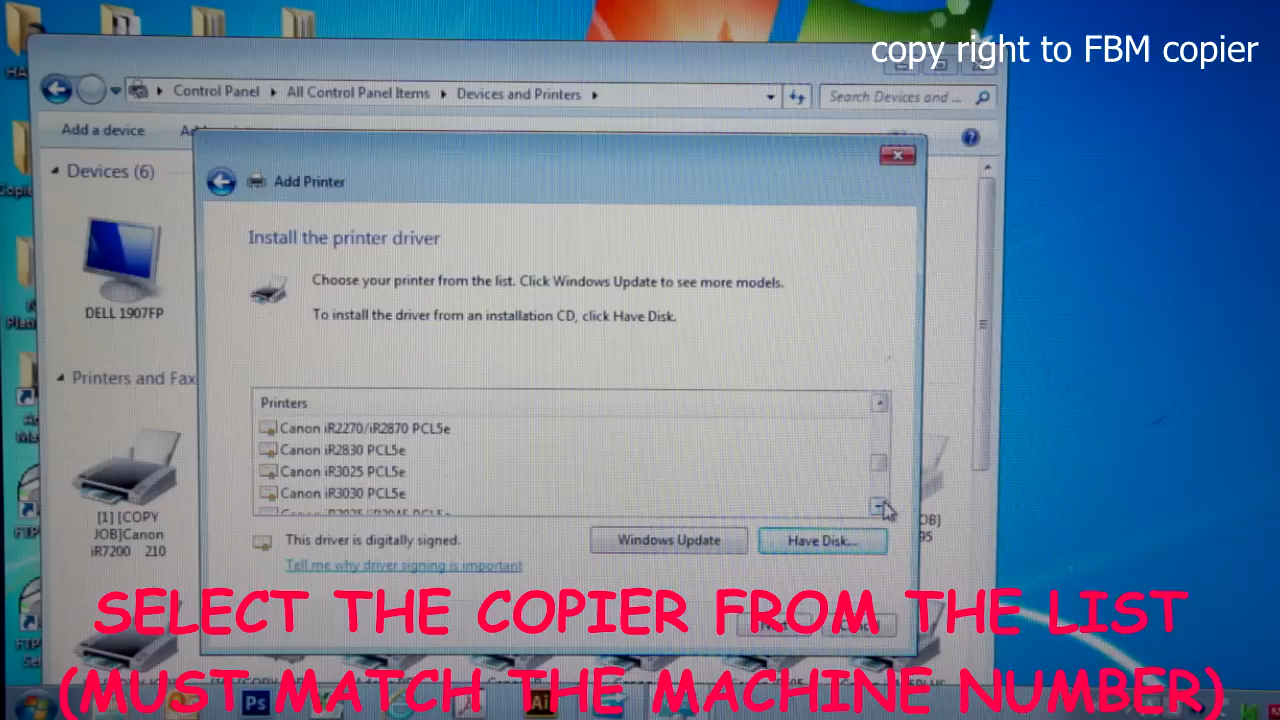 copy right to FBM copier
Control Panel
All Control Panel Items
Devices and Printers
Search Devices and ...
Add a device
Devices (6)
Add Printer
Install the printer driver
Choose your printer from the list. Click Windows Update to see more models.
To install the driver from an installation CD, click Have Disk.
DELL 1907FP
Printers and Fax
Printers
Canon iR2270/iR2870 PCL5e
Canon iR2830 PCL5e
Canon iR3025 PCL5e
Canon iR3030 PCL5e
[1] [COPY
JOB]Canon
iR7200 210
OB]
95
This driver is digitally signed.
Windows Update
Have Disk...
Tell me why driver signing is important
SELECT THE COPIER FROM THE LIST
(MUST MATCH THE MACHINE NUMBER)
Ps
Ai